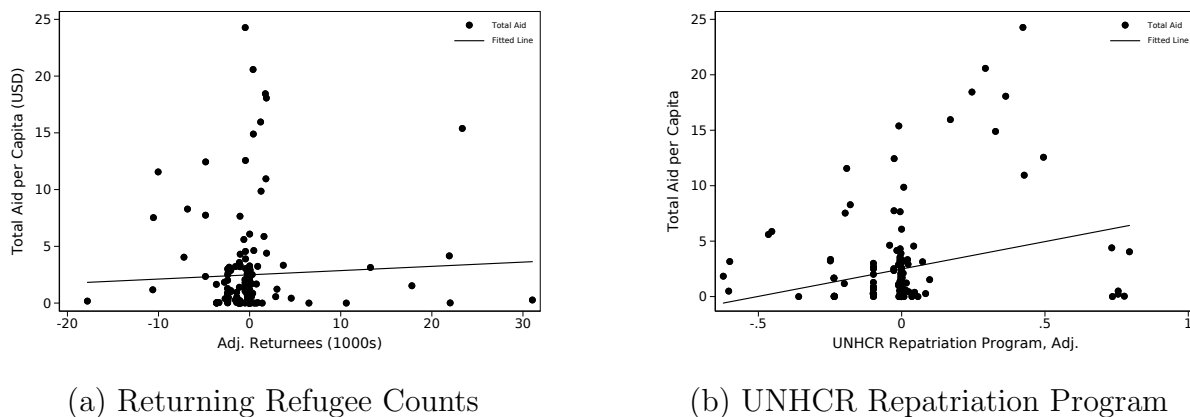 Total Aid per Capita (USD)
25
20
15
10
5
0
-20
-10
0
10
20
30
Adj. Returnees (1000s)
Total Aid
Fitted Line
(a) Returning Refugee Counts
Total Aid per Capita
25
20
15
10
5
0
-.5
0
.5
1
UNHCR Repatriation Program, Adj.
Total Aid
Fitted Line
(b) UNHCR Repatriation Program